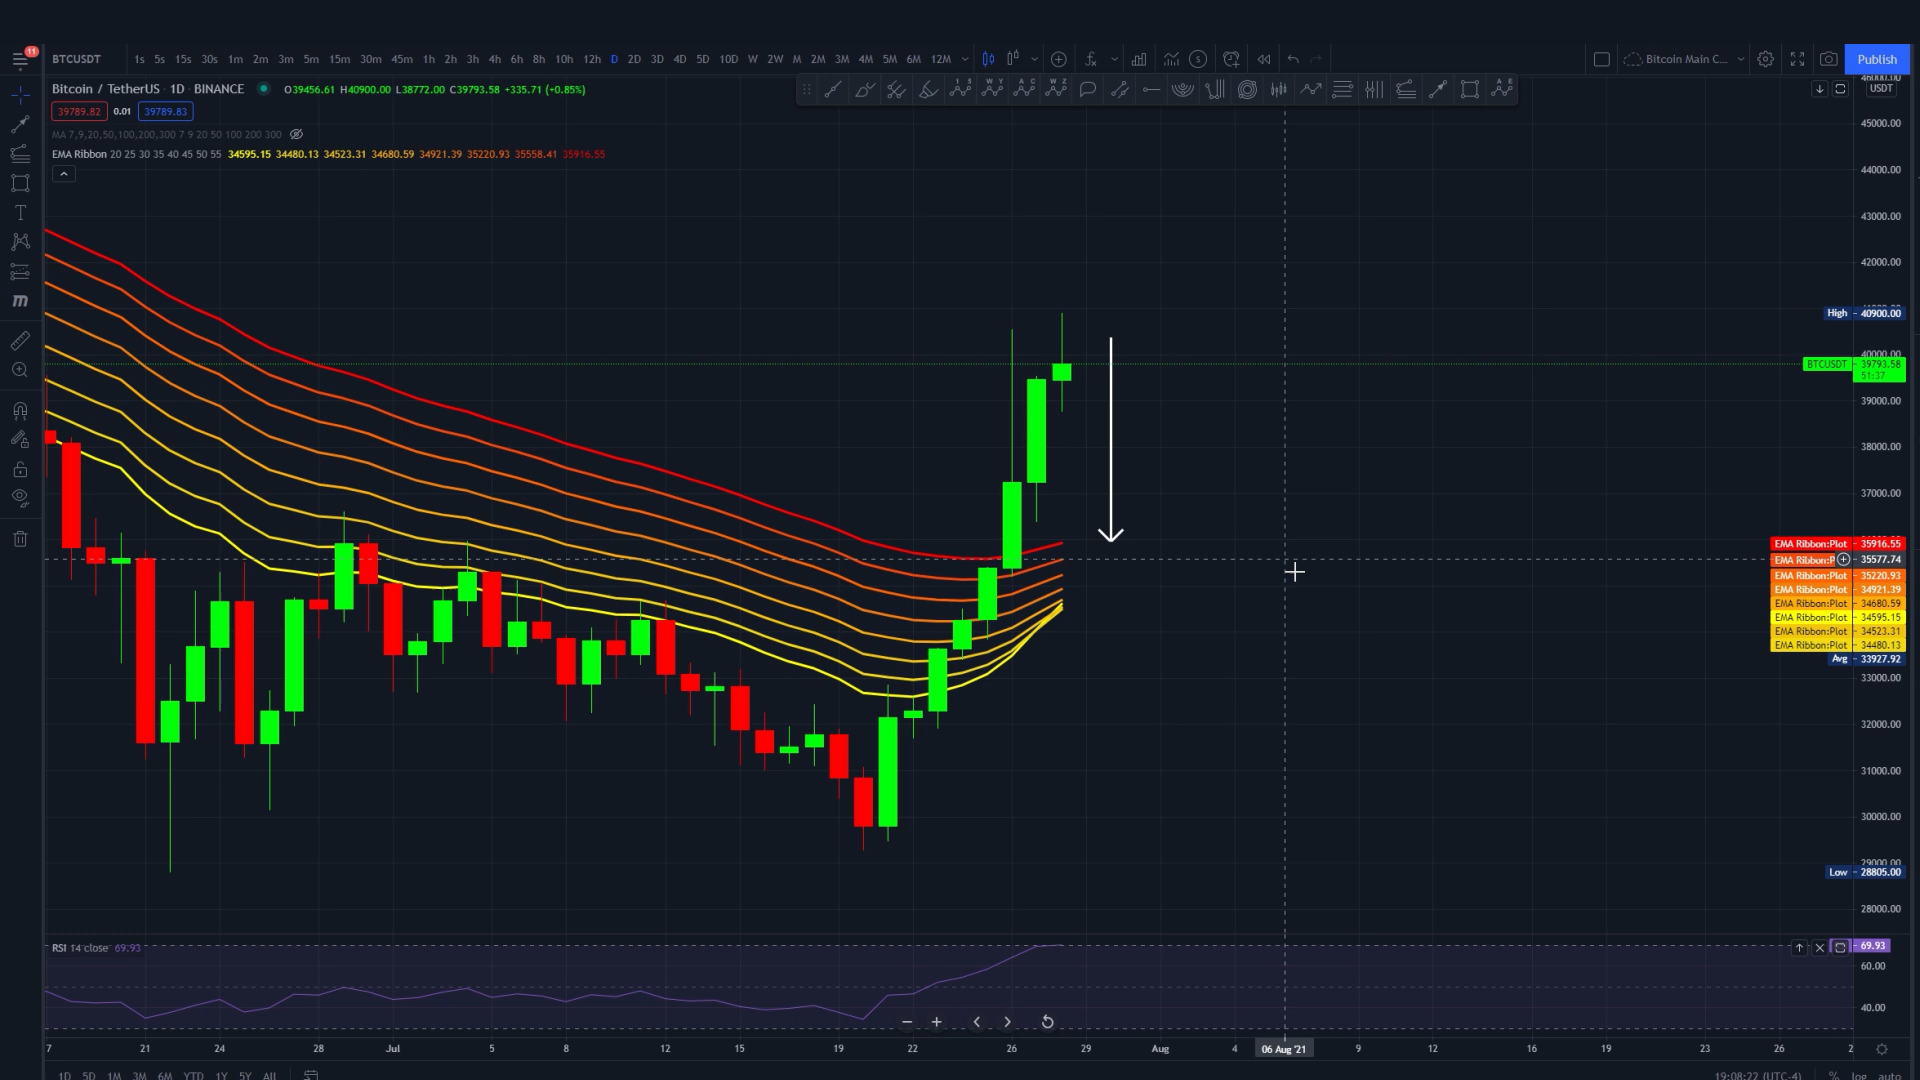 11
BTCUSDT 1s 5s 15s 30s 1m 2m 3m 5m 15m 30m 45m 1h 2h 3h 4h 6h 8h 10h 12h D 2D 3D 4D 5D 10D W 2W M 2M 3M 4M 5M 6M 12M Bitcoin Main C... Publish
Bitcoin / TetherUS · 1D · BINANCE O39456.61 H40900.00 L38772.00 C39793.58 +335.71 (+0.85%)
USDT
39789.82 0.01 39789.83
MA 7,9,20,50,100,200,300 7 9 20 50 100 200 300
EMA Ribbon 20 25 30 35 40 45 50 55 34595.15 34480.13 34523.31 34680.59 34921.39 35220.93 35558.41 35916.55
45000.00
44000.00
43000.00
42000.00
High 40900.00
40000.00
BTCUSDT 39793.58
51:37
39000.00
38000.00
37000.00
EMA Ribbon:Plot 35916.55
EMA Ribbon:P 35577.74
EMA Ribbon:Plot 35220.93
EMA Ribbon:Plot 34921.39
EMA Ribbon:Plot 34680.59
EMA Ribbon:Plot 34595.15
EMA Ribbon:Plot 34523.31
EMA Ribbon:Plot 34480.13
Avg 33927.92
33000.00
32000.00
31000.00
30000.00
29000.00
Low 28805.00
28000.00
RSI 14 close 69.93
69.93
60.00
40.00
7 21 24 28 Jul 5 8 12 15 19 22 26 29 Aug 4 06 Aug '21 9 12 16 19 23 26 2
1D 5D 1M 3M 6M YTD 1Y 5Y All 19:08:22 (UTC-4) % log auto